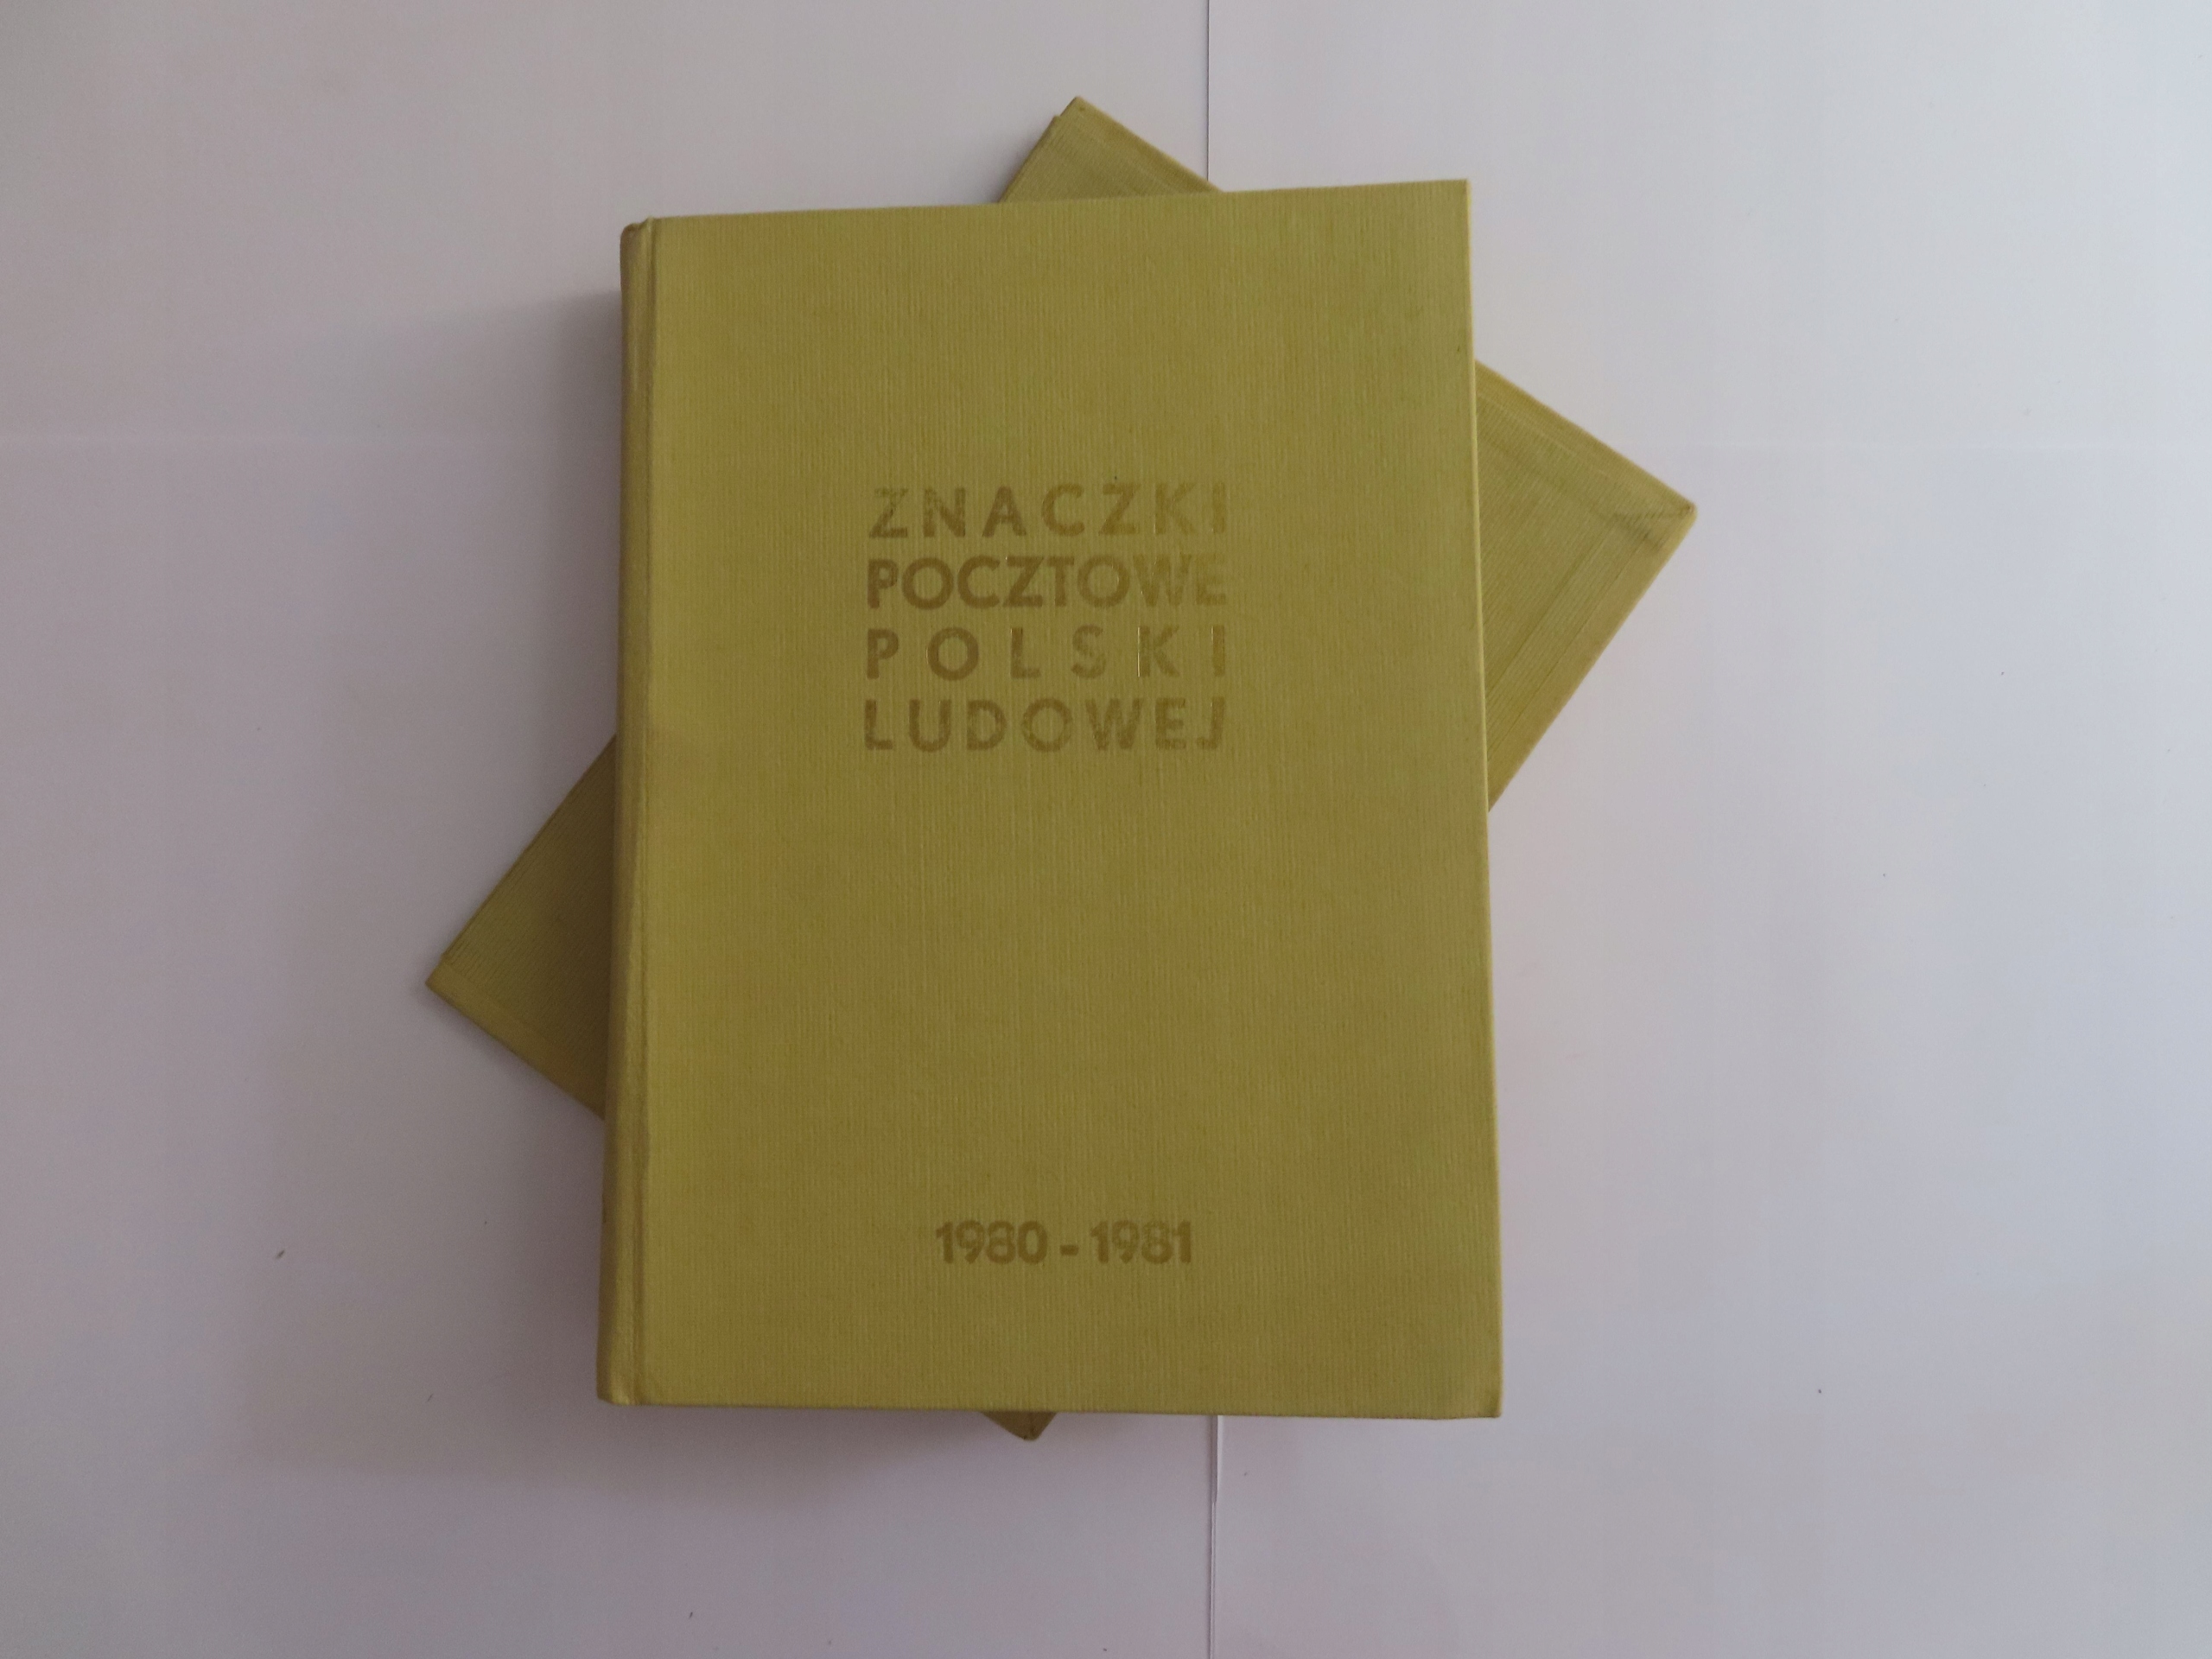 ZNACZKI
POCZTOWE
POLSKI
LUDOWEJ
1980-1981